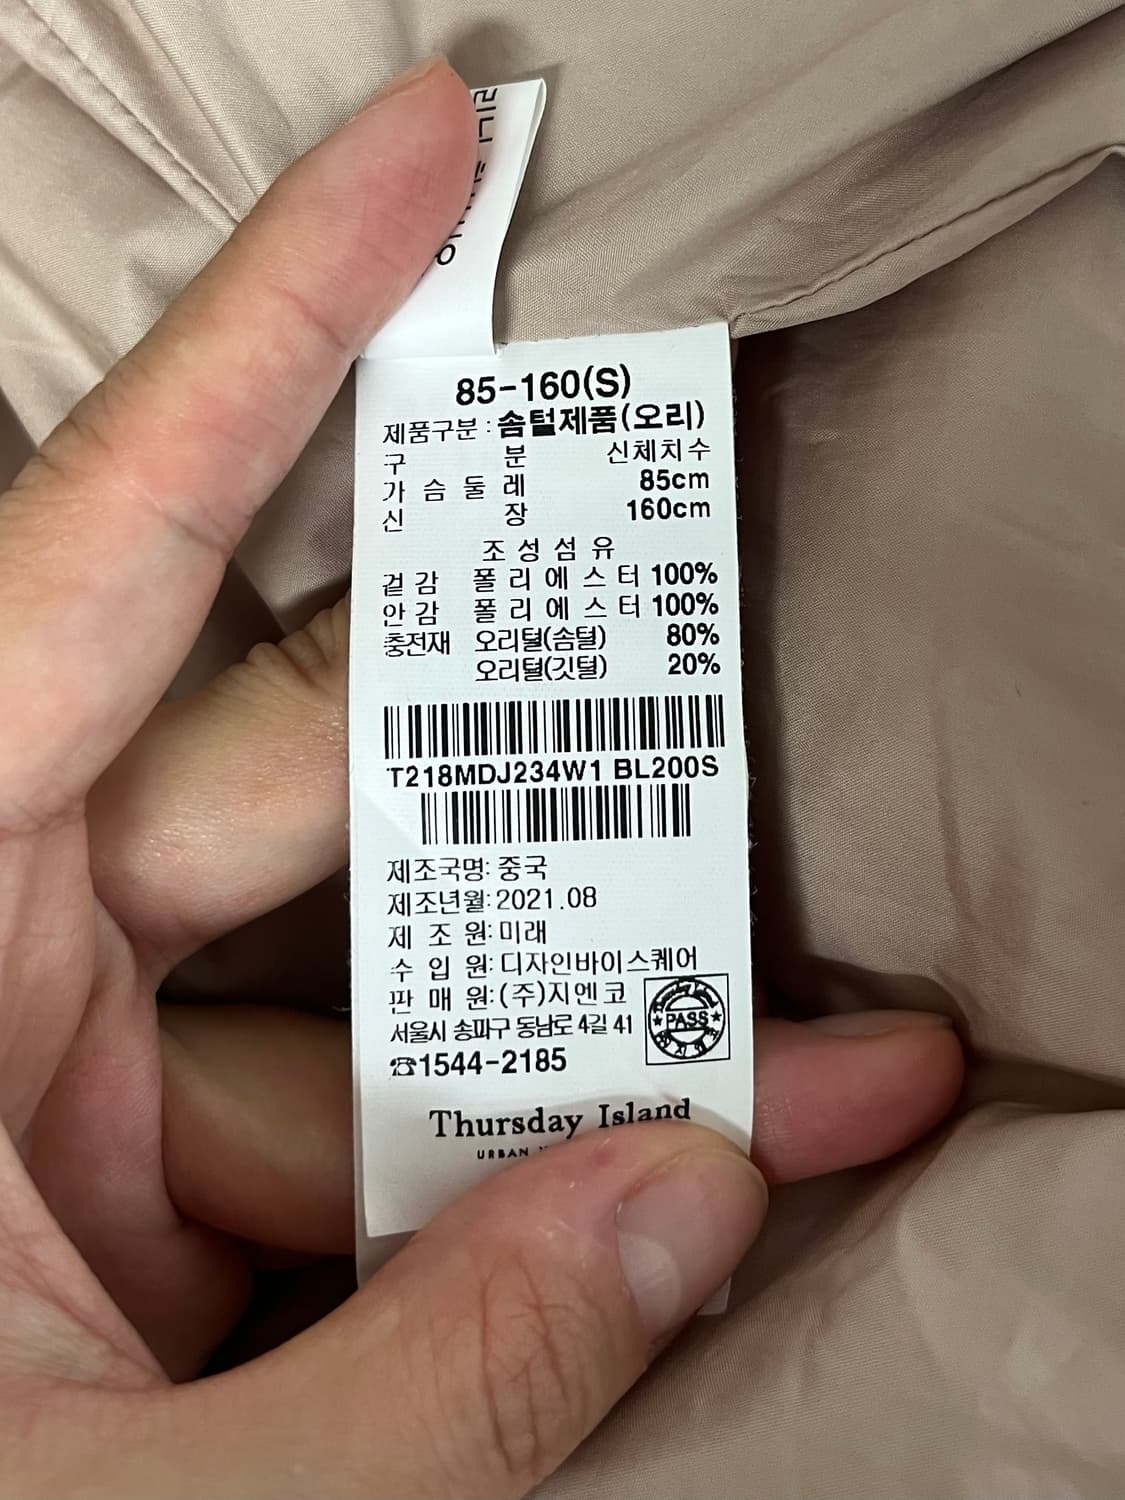 85-160(S)
제품구분 : 솜털제품(오리)
구 분 신체치수
가 슴 둘 레 85cm
신 장 160cm
조 성 섬 유
겉 감 폴 리 에 스 터 100%
안 감 폴 리 에 스 터 100%
충전재 오리털(솜털) 80%
오리털(깃털) 20%
T218MDJ234W1 BL200S
제조국명: 중국
제조년월: 2021.08
제 조 원: 미래
수 입 원: 디자인바이스퀘어
판 매 원: (주)지엔코
서울시 송파구 동남로 4길 41
☎1544-2185
★PASS★
Thursday Island
URBAN